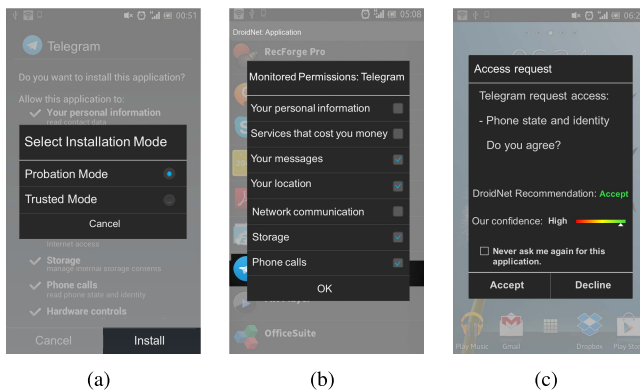 00:51
Telegram
Do you want to install this application?
Allow this application to:
Your personal information
read contact data
Select Installation Mode
Probation Mode
Trusted Mode
Cancel
Internet access
Storage
manage internal storage contents
Phone calls
read phone state and identity
Hardware controls
Cancel
Install
(a)
05:08
DroidNet: Application
RecForge Pro
Monitored Permissions: Telegram
Your personal information
Services that cost you money
Your messages
Your location
Network communication
Storage
Phone calls
OK
OfficeSuite
(b)
Access request
Telegram request access:
- Phone state and identity
Do you agree?
DroidNet Recommendation: Accept
Our confidence: High
Never ask me again for this
application.
Accept
Decline
Play Music
Gmail
Dropbox
Play Store
(c)